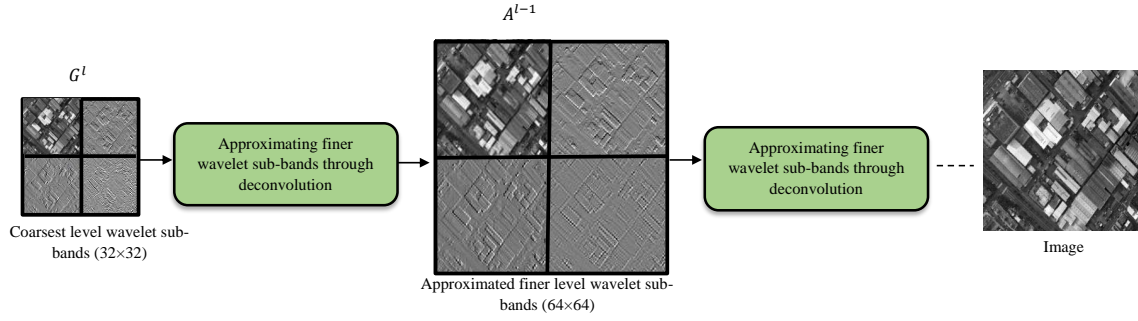 G^l
Coarsest level wavelet sub-
bands (32×32)
Approximating finer
wavelet sub-bands through
deconvolution
A^{l−1}
Approximated finer level wavelet sub-
bands (64×64)
Approximating finer
wavelet sub-bands through
deconvolution
Image